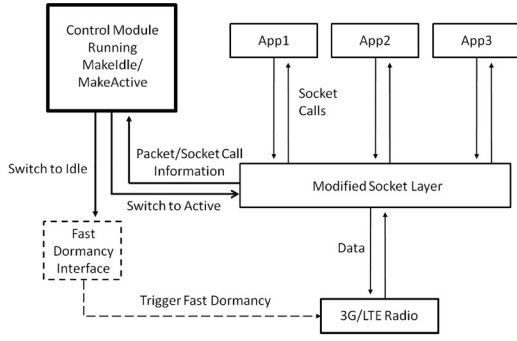 Control Module
Running
MakeIdle/
MakeActive
App1
App2
App3
Socket
Calls
Packet/Socket Call
Information
Switch to Idle
Modified Socket Layer
Switch to Active
Fast
Dormancy
Interface
Data
Trigger Fast Dormancy
3G/LTE Radio